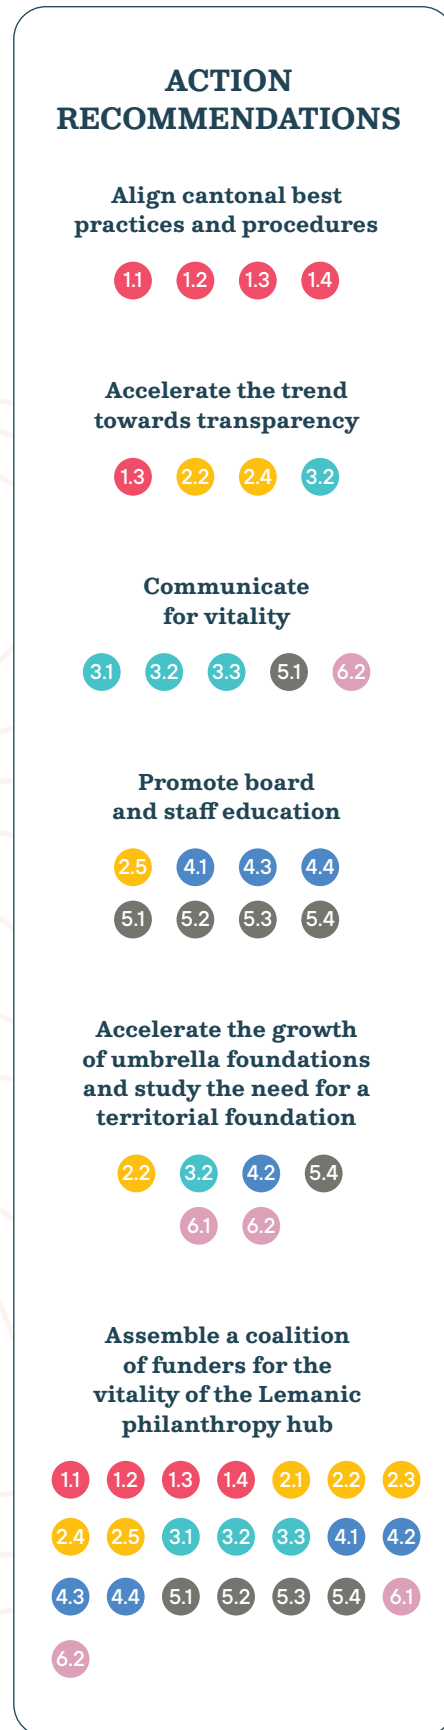 ACTION
RECOMMENDATIONS
Align cantonal best
practices and procedures
1.1 1.2 1.3 1.4
Accelerate the trend
towards transparency
1.3 2.2 2.4 3.2
Communicate
for vitality
3.1 3.2 3.3 5.1 6.2
Promote board
and staff education
2.5 4.1 4.3 4.4
5.1 5.2 5.3 5.4
Accelerate the growth
of umbrella foundations
and study the need for a
territorial foundation
2.2 3.2 4.2 5.4
6.1 6.2
Assemble a coalition
of funders for the
vitality of the Lemanic
philanthropy hub
1.1 1.2 1.3 1.4 2.1 2.2 2.3
2.4 2.5 3.1 3.2 3.3 4.1 4.2
4.3 4.4 5.1 5.2 5.3 5.4 6.1
6.2